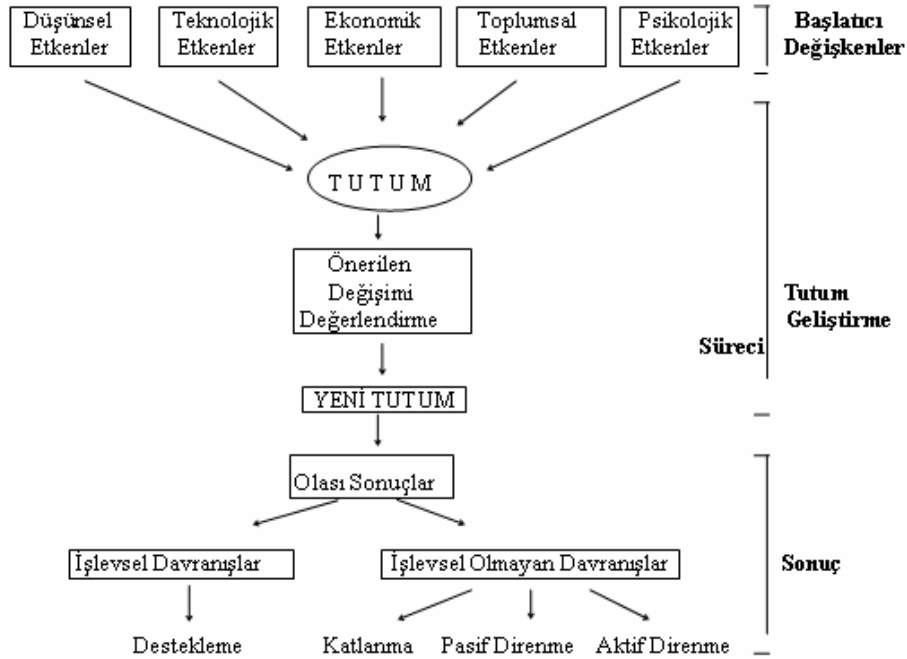 Düşünsel
Etkenler
Teknolojik
Etkenler
Ekonomik
Etkenler
Toplumsal
Etkenler
Psikolojik
Etkenler
Başlatıcı
Değişkenler
T U T U M
Önerilen
Değişimi
Değerlendirme
Tutum
Geliştirme
Süreci
YENİ TUTUM
Olası Sonuçlar
İşlevsel Davranışlar
İşlevsel Olmayan Davranışlar
Sonuç
Destekleme
Katlanma
Pasif Direnme
Aktif Direnme